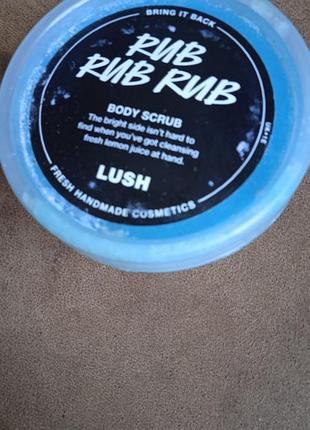 BRING IT BACK
RUB
RUB RUB
BODY SCRUB
The bright side isn't hard to
find when you've got cleansing
fresh lemon juice at hand.
LUSH
FRESH HANDMADE COSMETICS